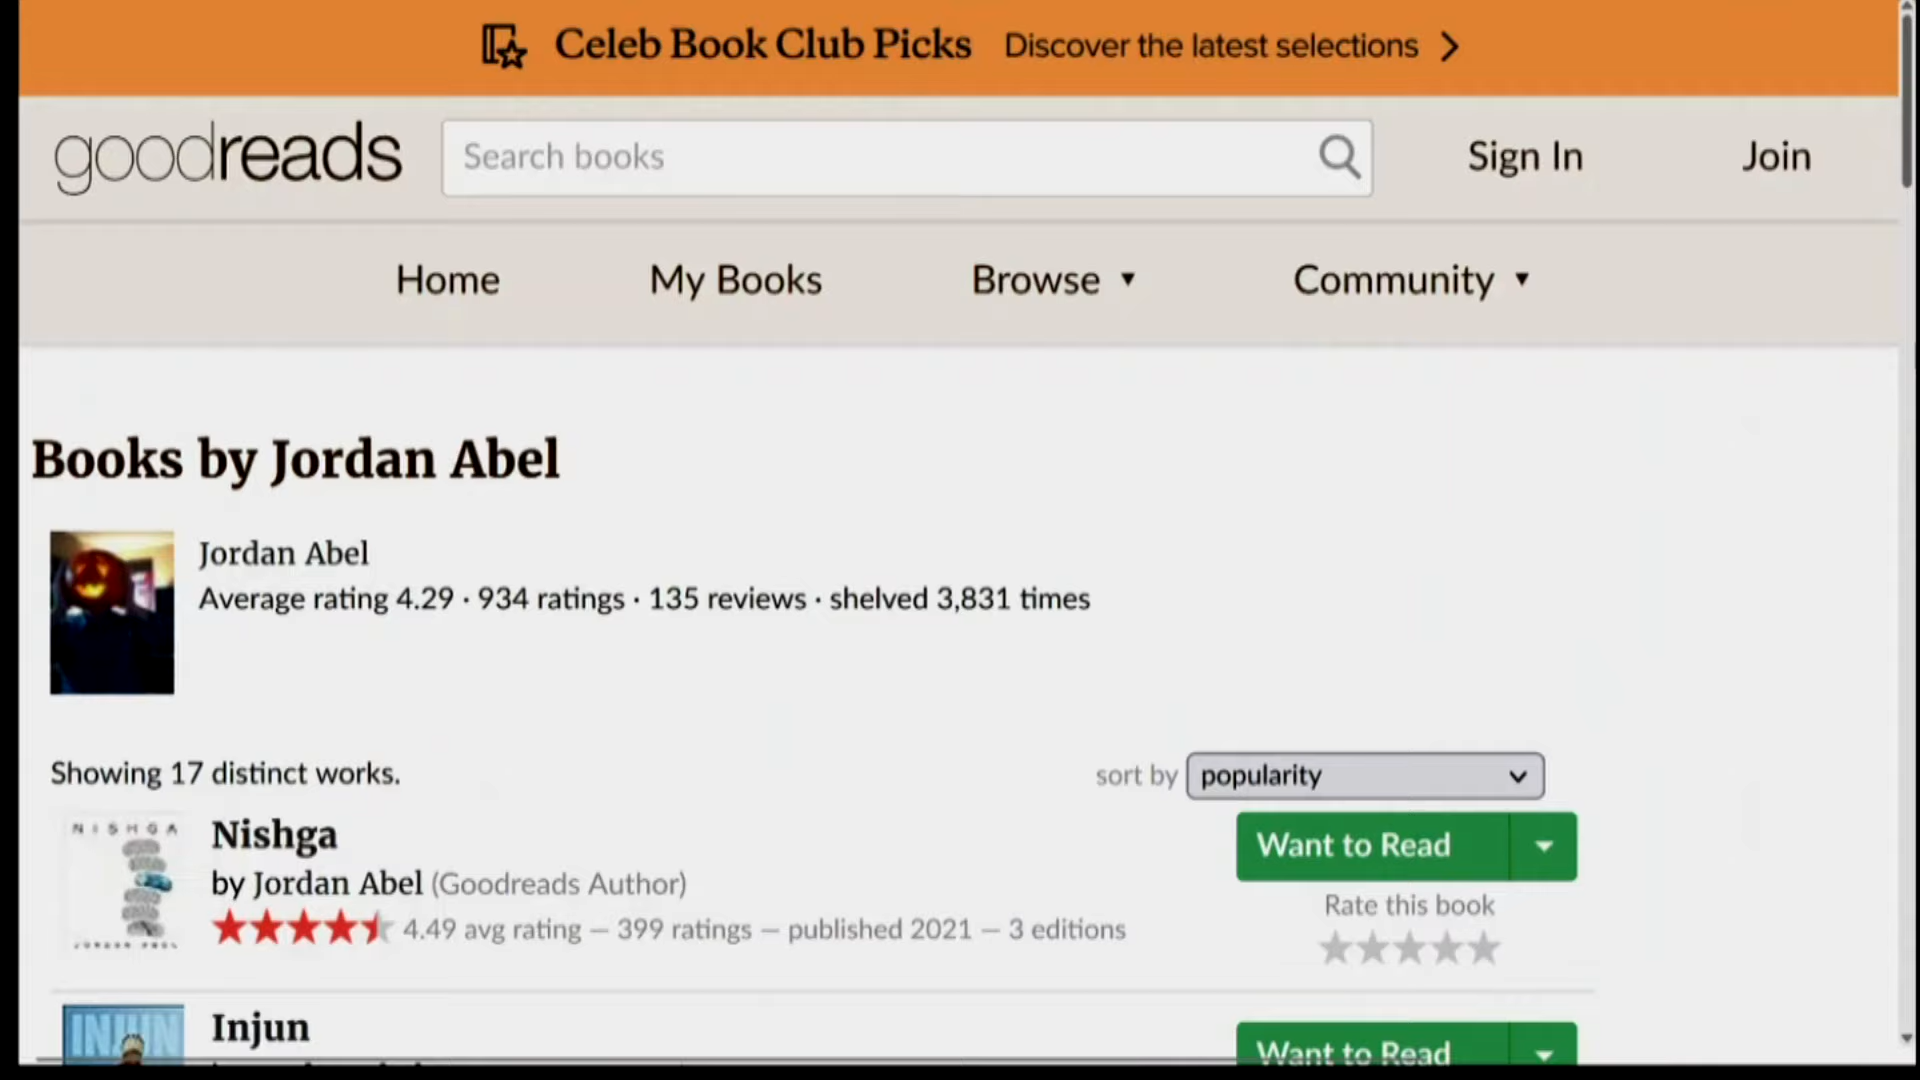 Celeb Book Club Picks Discover the latest selections
goodreads Search books Sign In Join
Home My Books Browse ▼ Community ▼
Books by Jordan Abel
Jordan Abel
Average rating 4.29 · 934 ratings · 135 reviews · shelved 3,831 times
Showing 17 distinct works. sort by popularity
NISHGA
JORDAN ABEL
Nishga
by Jordan Abel (Goodreads Author)
4.49 avg rating — 399 ratings — published 2021 — 3 editions
Want to Read
Rate this book
INJUN
Injun
Want to Read